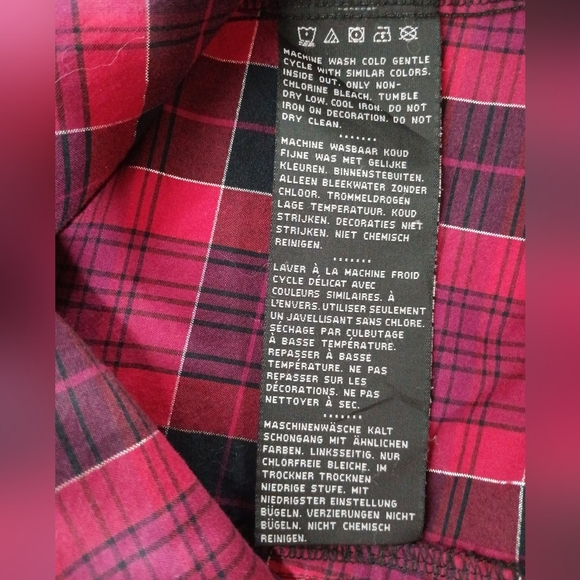 MACHINE WASH COLD GENTLE
CYCLE WITH SIMILAR COLORS.
INSIDE OUT. ONLY NON-
CHLORINE BLEACH. TUMBLE
DRY LOW. COOL IRON. DO NOT
IRON ON DECORATION. DO NOT
DRY CLEAN.
MACHINE WASBAAR KOUD
FIJNE WAS MET GELIJKE
KLEUREN. BINNENSTEBUITEN.
ALLEEN BLEEKWATER ZONDER
CHLOOR. TROMMELDROGEN
LAGE TEMPERATUUR. KOUD
STRIJKEN. DECORATIES NIET
STRIJKEN. NIET CHEMISCH
REINIGEN.
LAVER À LA MACHINE FROID
CYCLE DÉLICAT AVEC
COULEURS SIMILAIRES. À
L'ENVERS. UTILISER SEULEMENT
UN JAVELLISANT SANS CHLORE.
SÉCHAGE PAR CULBUTAGE
À BASSE TEMPÉRATURE.
REPASSER À BASSE
TEMPÉRATURE. NE PAS
REPASSER SUR LES
DÉCORATIONS. NE PAS
NETTOYER À SEC.
MASCHINENWÄSCHE KALT
SCHONGANG MIT ÄHNLICHEN
FARBEN. LINKSSEITIG. NUR
CHLORFREIE BLEICHE. IM
TROCKNER TROCKNEN
NIEDRIGE STUFE. MIT
NIEDRIGSTER EINSTELLUNG
BÜGELN. VERZIERUNGEN NICHT
BÜGELN. NICHT CHEMISCH
REINIGEN.